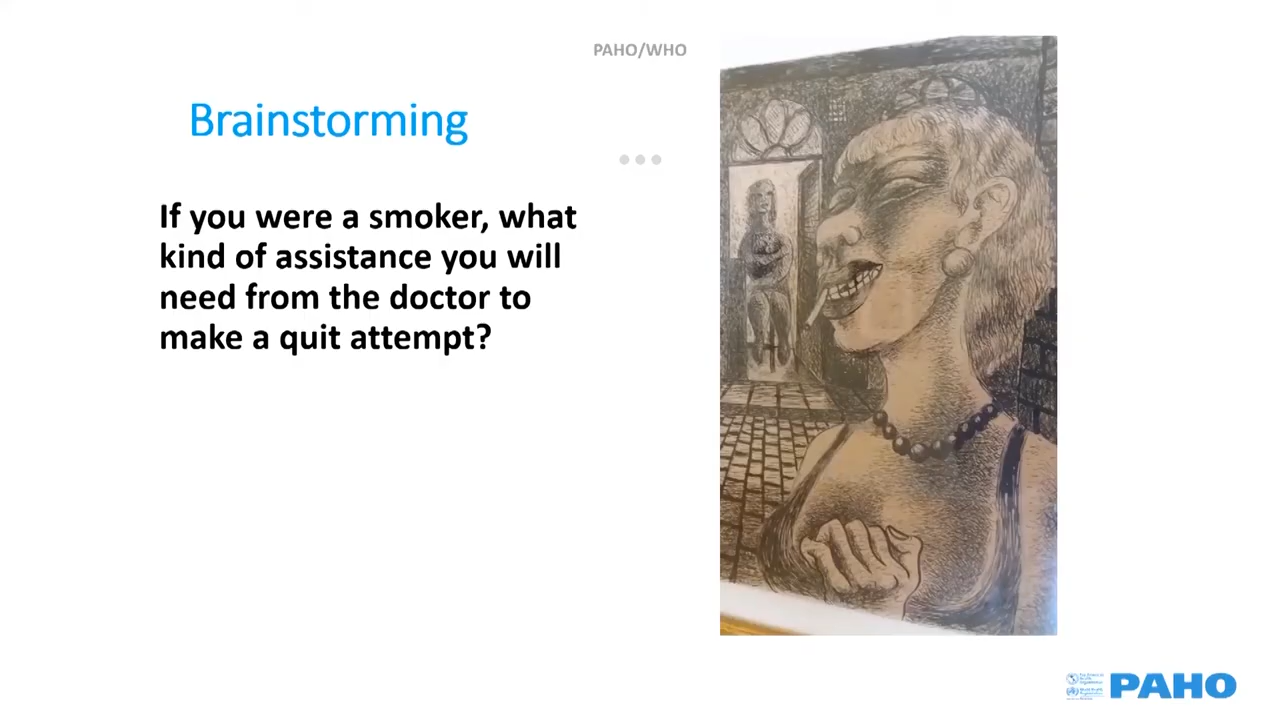 PAHO/WHO
Brainstorming
If you were a smoker, what
kind of assistance you will
need from the doctor to
make a quit attempt?
PAHO